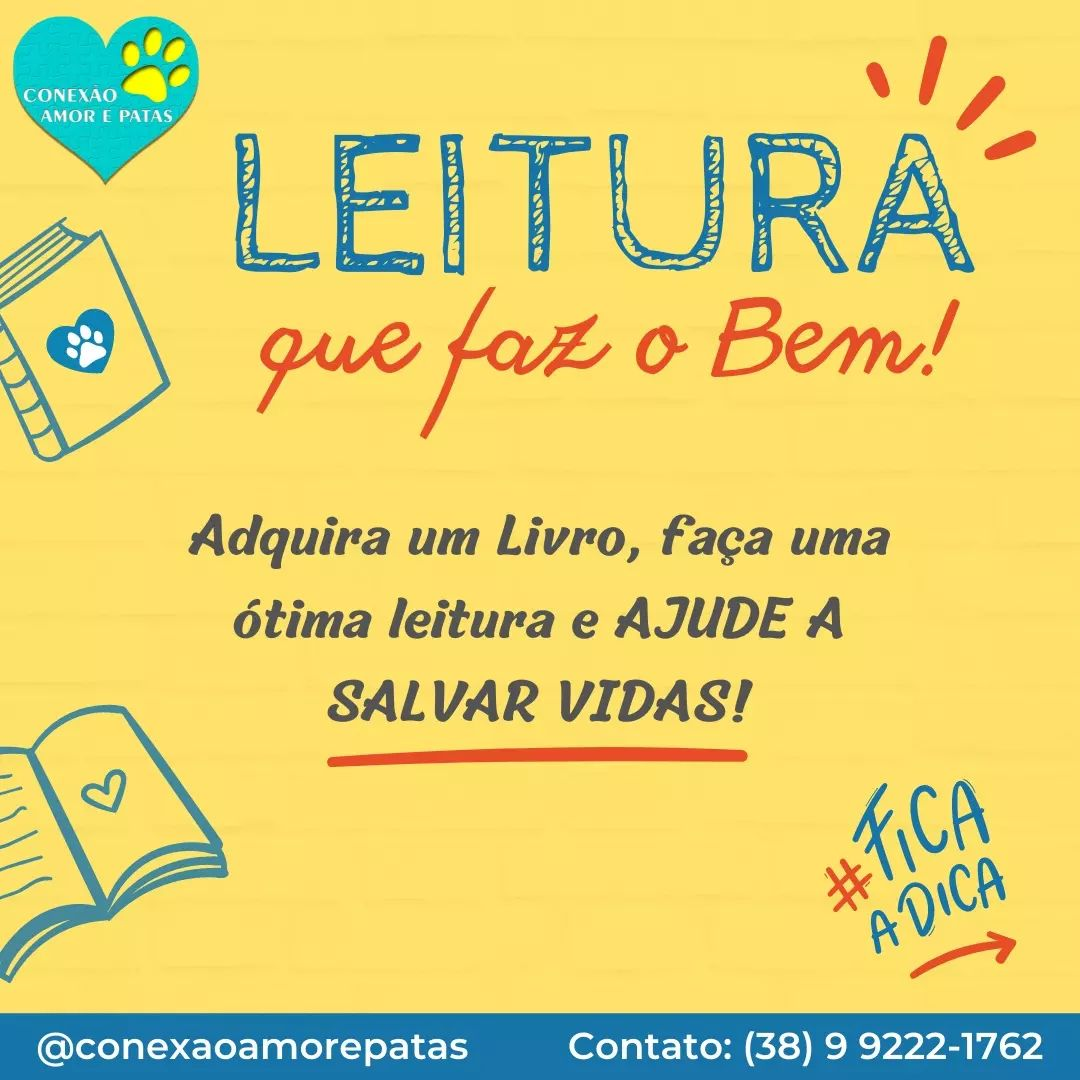 CONEXÃO
AMOR E PATAS
LEITURA
que faz o Bem!
Adquira um Livro, faça uma
ótima leitura e AJUDE A
SALVAR VIDAS!
#FICA
A DICA
@conexaoamorepatas
Contato: (38) 9 9222-1762